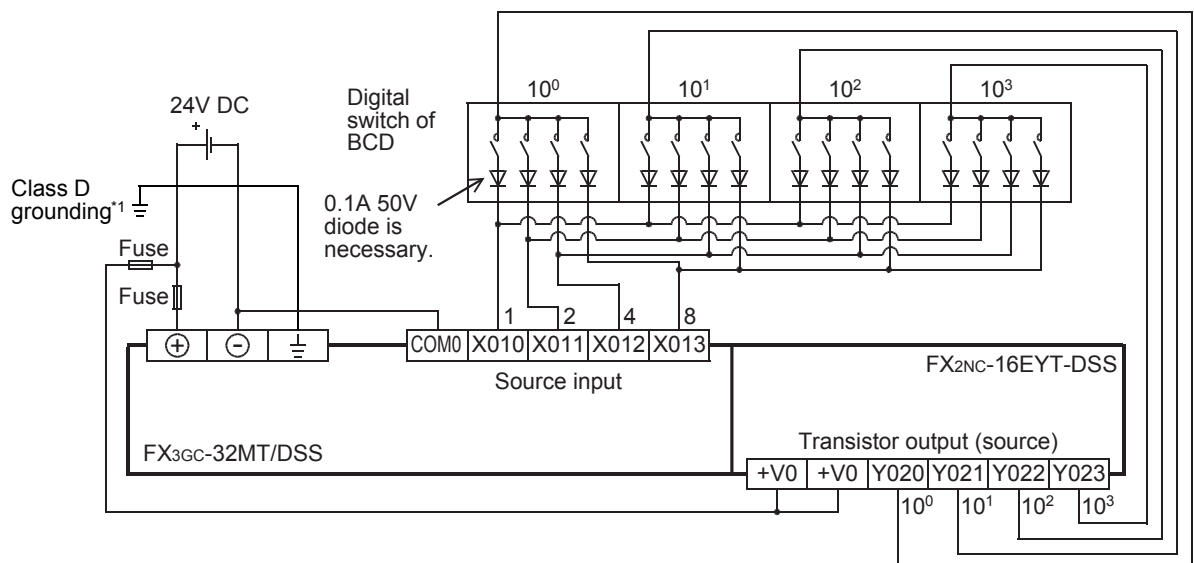 10⁰ 10¹ 10² 10³
Digital
switch of
BCD
24V DC
+
Class D
grounding*1
0.1A 50V
diode is
necessary.
Fuse
Fuse
1 2 4 8
+ - COM0 X010 X011 X012 X013
Source input
FX2NC-16EYT-DSS
FX3GC-32MT/DSS
Transistor output (source)
+V0 +V0 Y020 Y021 Y022 Y023
10⁰ 10¹ 10² 10³